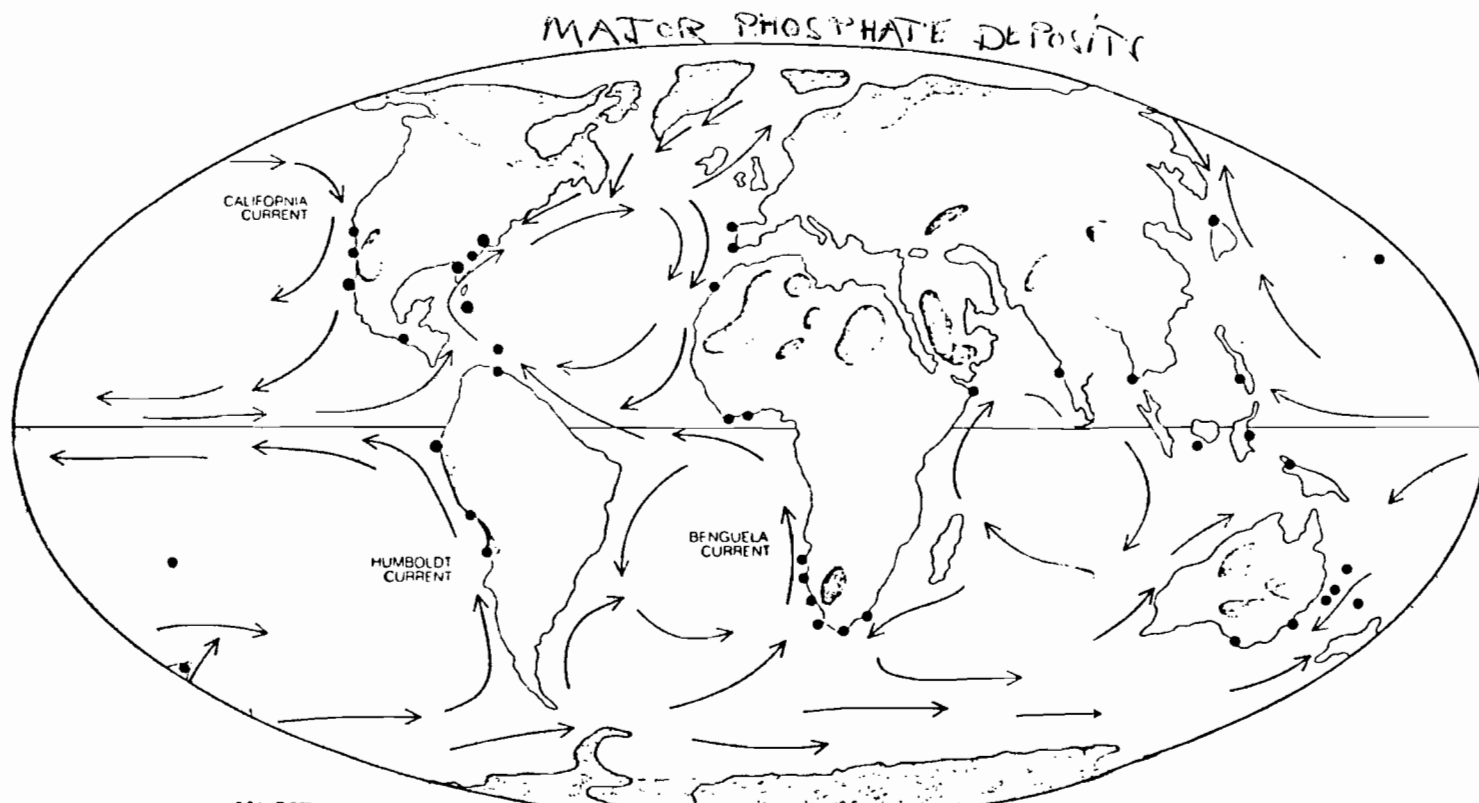 MAJOR PHOSPHATE DEPOSITS
CALIFORNIA
CURRENT
HUMBOLDT
CURRENT
BENGUELA
CURRENT